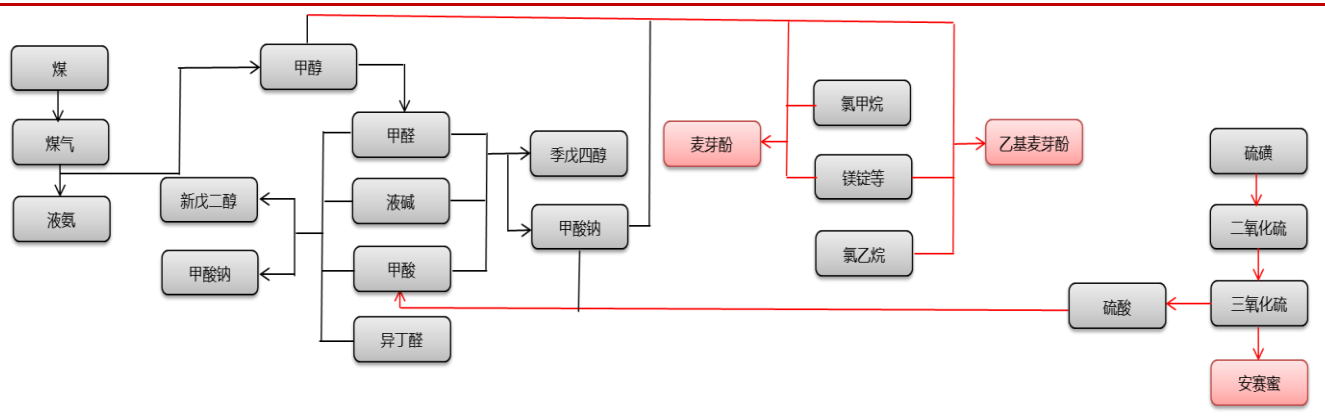 煤
煤气
液氨
甲醇
新戊二醇
甲酸钠
甲醛
液碱
甲酸
异丁醛
季戊四醇
甲酸钠
麦芽酚
氯甲烷
镁锭等
氯乙烷
乙基麦芽酚
硫磺
二氧化硫
三氧化硫
硫酸
安赛蜜